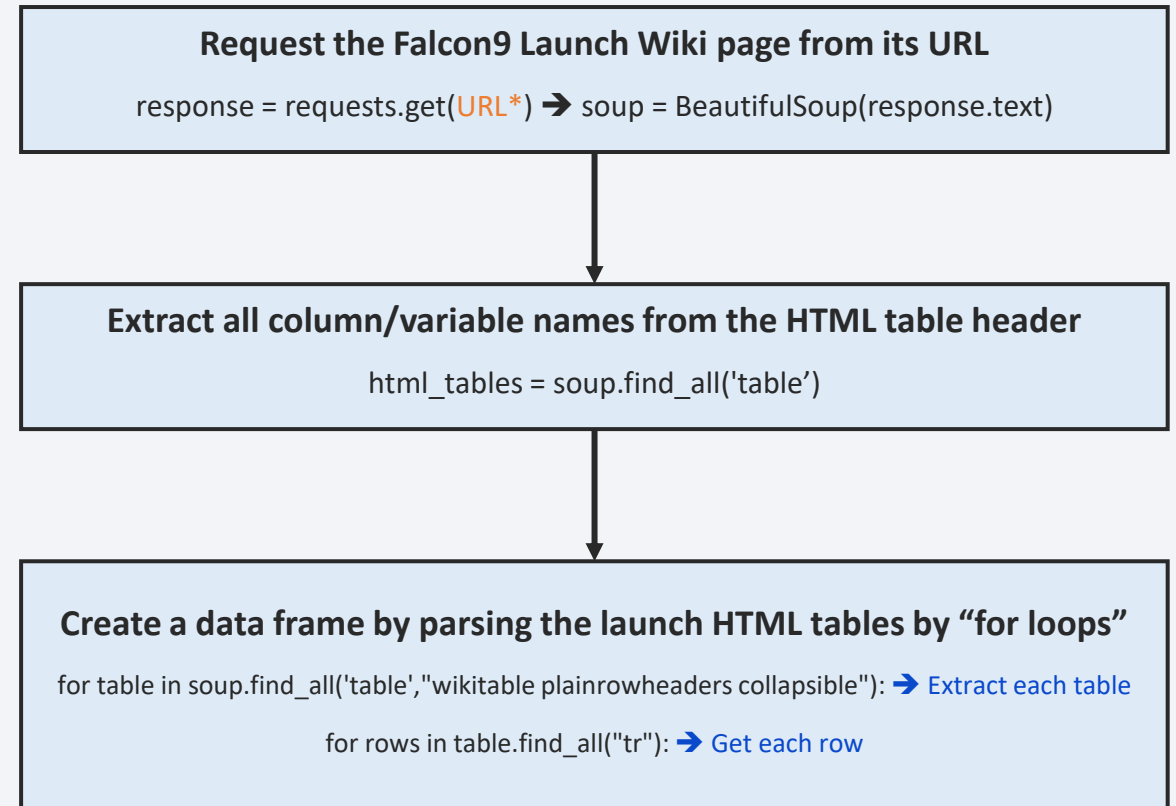 Request the Falcon9 Launch Wiki page from its URL
response = requests.get(URL*) ➔ soup = BeautifulSoup(response.text)
Extract all column/variable names from the HTML table header
html_tables = soup.find_all('table’)
Create a data frame by parsing the launch HTML tables by “for loops”
for table in soup.find_all('table',"wikitable plainrowheaders collapsible"): ➔ Extract each table
for rows in table.find_all("tr"): ➔ Get each row